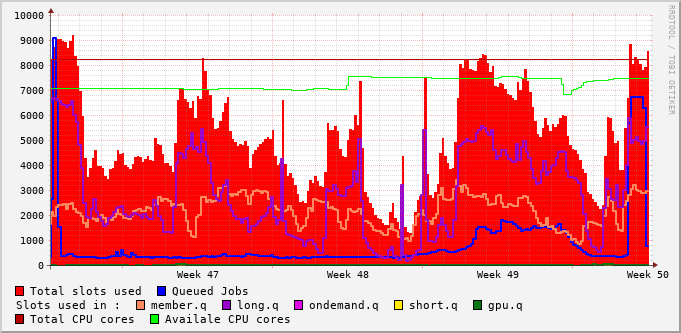 10000
9000
8000
7000
6000
5000
4000
3000
2000
1000
0
Week 47 Week 48 Week 49 Week 50
RRDTOOL / TOBI OETIKER
Total slots used Queued Jobs
Slots used in : member.q long.q ondemand.q short.q gpu.q
Total CPU cores Availale CPU cores